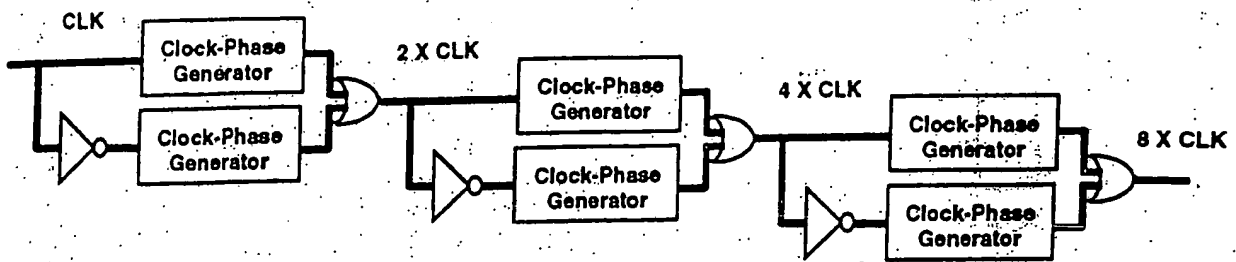 CLK
Clock-Phase
Generator
Clock-Phase
Generator
2 X CLK
Clock-Phase
Generator
Clock-Phase
Generator
4 X CLK
Clock-Phase
Generator
Clock-Phase
Generator
8 X CLK